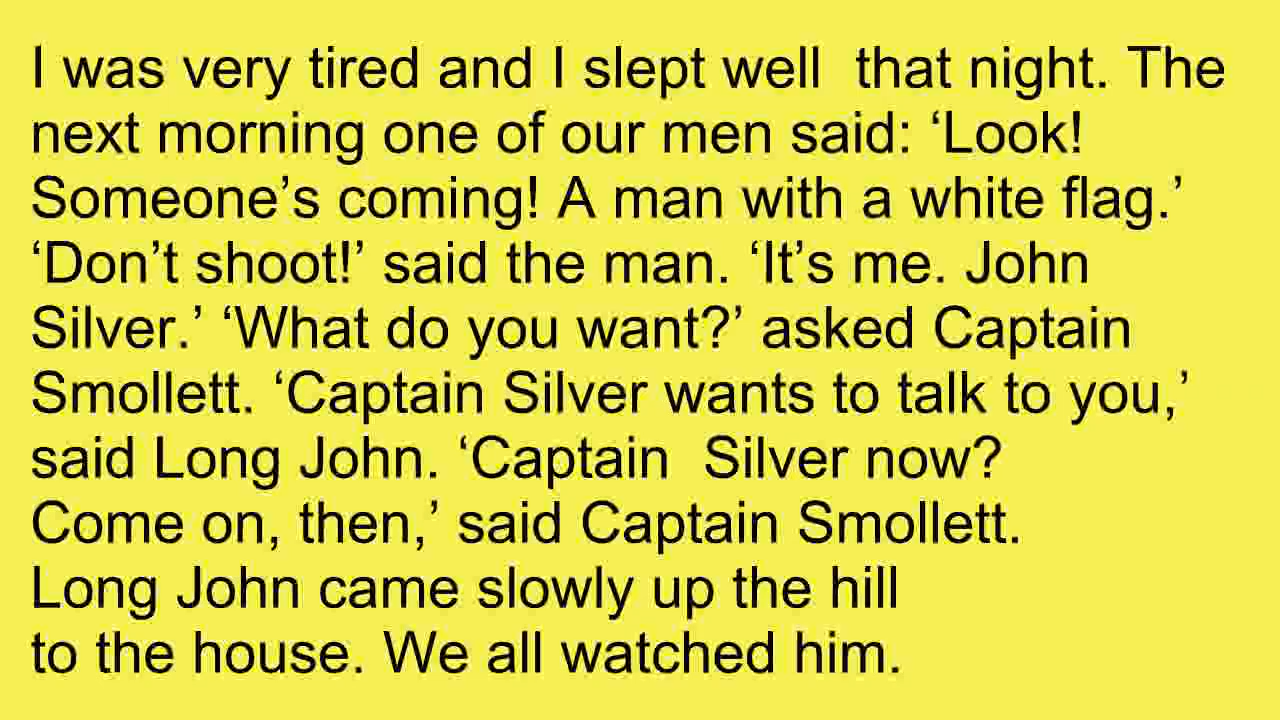 I was very tired and I slept well  that night. The
next morning one of our men said: ‘Look!
Someone’s coming! A man with a white flag.’
‘Don’t shoot!’ said the man. ‘It’s me. John
Silver.’ ‘What do you want?’ asked Captain
Smollett. ‘Captain Silver wants to talk to you,’
said Long John. ‘Captain  Silver now?
Come on, then,’ said Captain Smollett.
Long John came slowly up the hill
to the house. We all watched him.